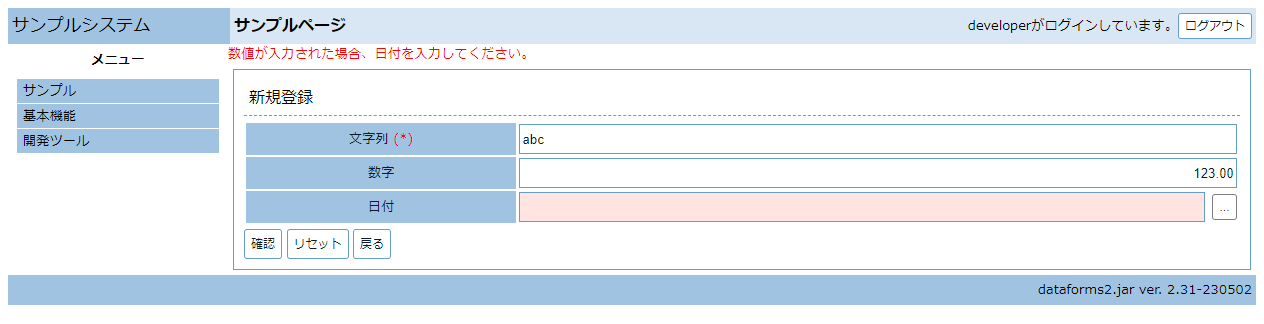 サンプルシステム
サンプルページ
developerがログインしています。 ログアウト
メニュー
サンプル
基本機能
開発ツール
数値が入力された場合、日付を入力してください。
新規登録
文字列 (*) abc
数字 123.00
日付 ...
確認 リセット 戻る
dataforms2.jar ver. 2.31-230502